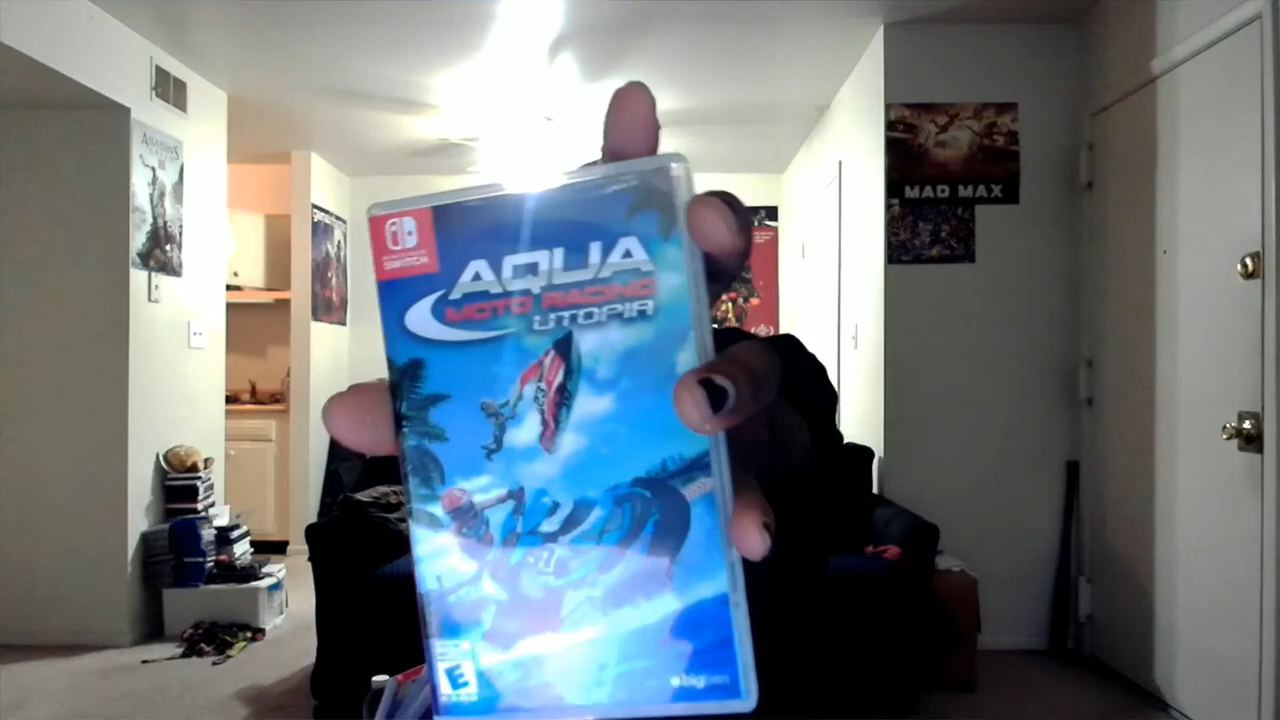 ASSASSIN'S
III
NINTENDO
SWITCH
AQUA
MOTO RACING
UTOPIA
E
bigben
MAD MAX